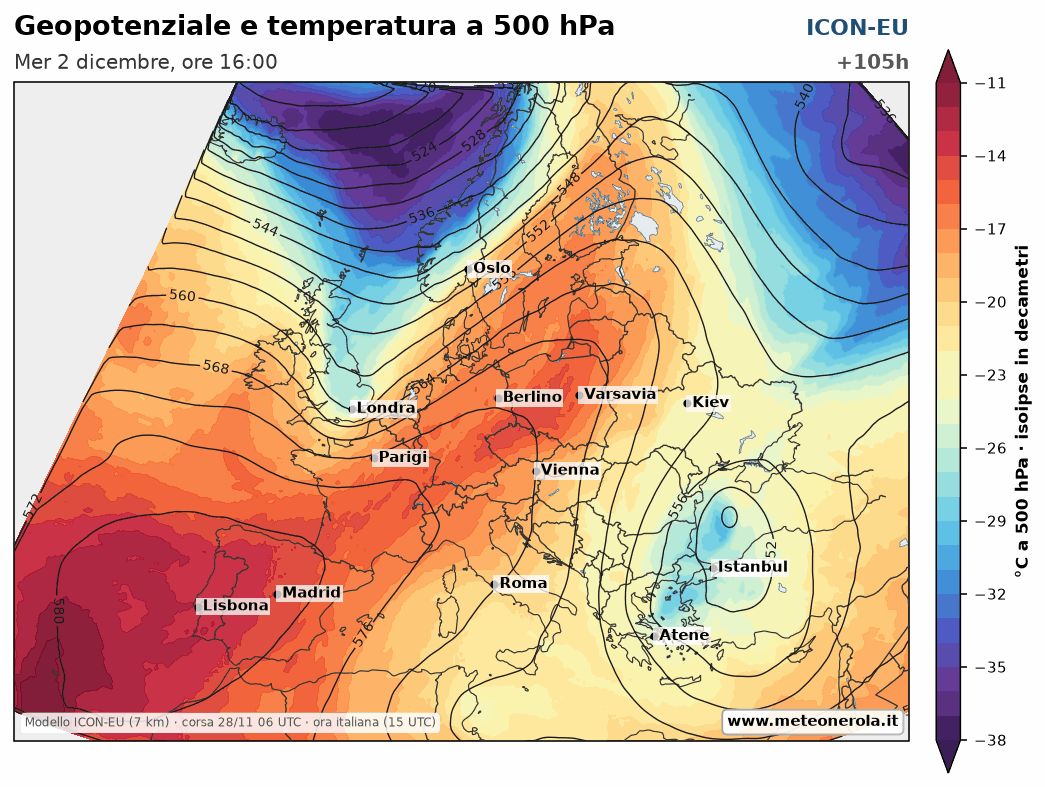 Geopotenziale e temperatura a 500 hPa
ICON-EU
Mer 2 dicembre, ore 16:00
+105h
540
536
524
528
548
536
544
552
560
568
564
556
552
572
576
580
Oslo
Londra
Berlino
Varsavia
Kiev
Parigi
Vienna
Roma
Istanbul
Madrid
Lisbona
Atene
Modello ICON-EU (7 km) · corsa 28/11 06 UTC · ora italiana (15 UTC)
www.meteonerola.it
−11
−14
−17
−20
−23
−26
−29
−32
−35
−38
°C a 500 hPa · isoipse in decametri